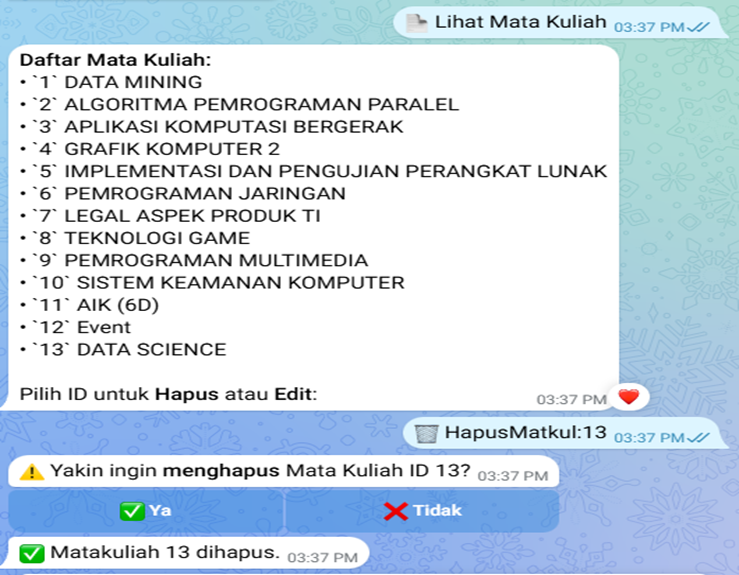 Lihat Mata Kuliah 03:37 PM
Daftar Mata Kuliah:
• `1` DATA MINING
• `2` ALGORITMA PEMROGRAMAN PARALEL
• `3` APLIKASI KOMPUTASI BERGERAK
• `4` GRAFIK KOMPUTER 2
• `5` IMPLEMENTASI DAN PENGUJIAN PERANGKAT LUNAK
• `6` PEMROGRAMAN JARINGAN
• `7` LEGAL ASPEK PRODUK TI
• `8` TEKNOLOGI GAME
• `9` PEMROGRAMAN MULTIMEDIA
• `10` SISTEM KEAMANAN KOMPUTER
• `11` AIK (6D)
• `12` Event
• `13` DATA SCIENCE
Pilih ID untuk Hapus atau Edit: 03:37 PM
HapusMatkul:13 03:37 PM
Yakin ingin menghapus Mata Kuliah ID 13? 03:37 PM
Ya Tidak
Matakuliah 13 dihapus. 03:37 PM